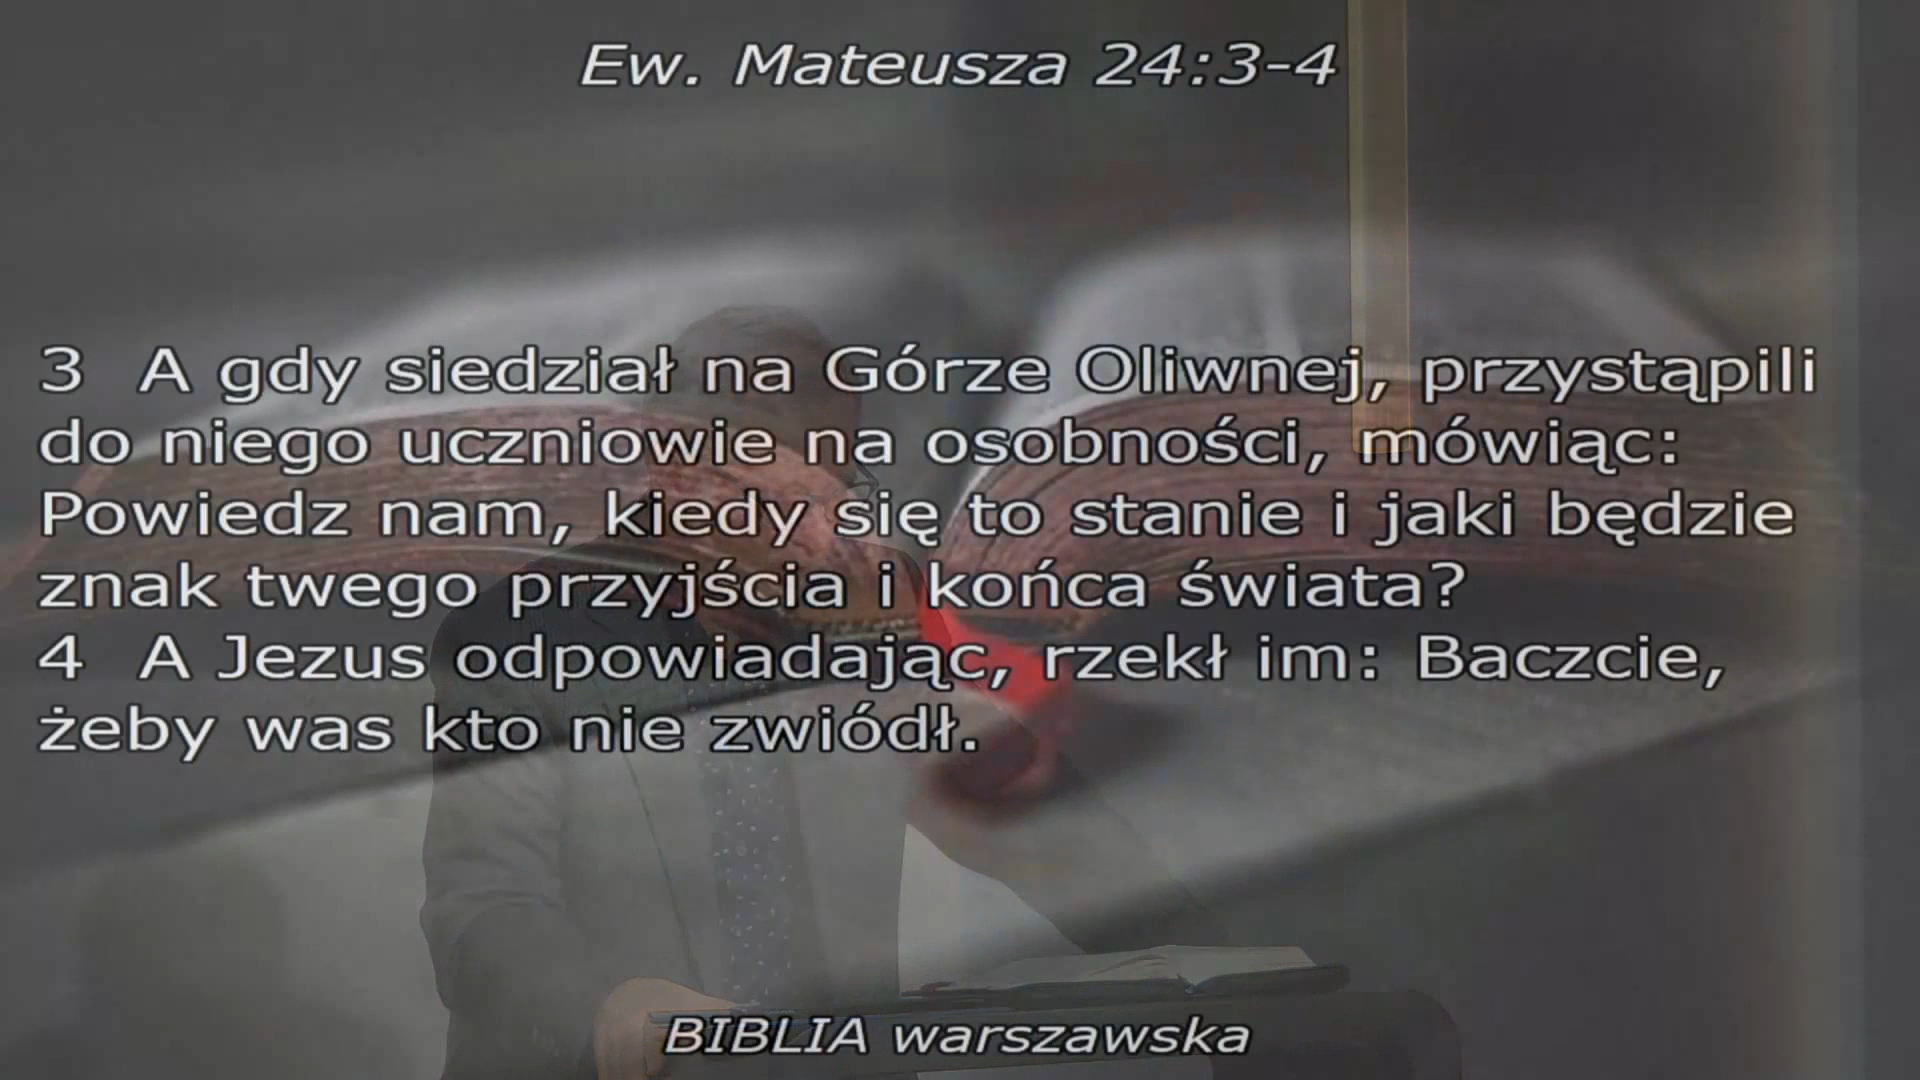 Ew. Mateusza 24:3-4
3 A gdy siedział na Górze Oliwnej, przystąpili
do niego uczniowie na osobności, mówiąc:
Powiedz nam, kiedy się to stanie i jaki będzie
znak twego przyjścia i końca świata?
4 A Jezus odpowiadając, rzekł im: Baczcie,
żeby was kto nie zwiódł.
BIBLIA warszawska